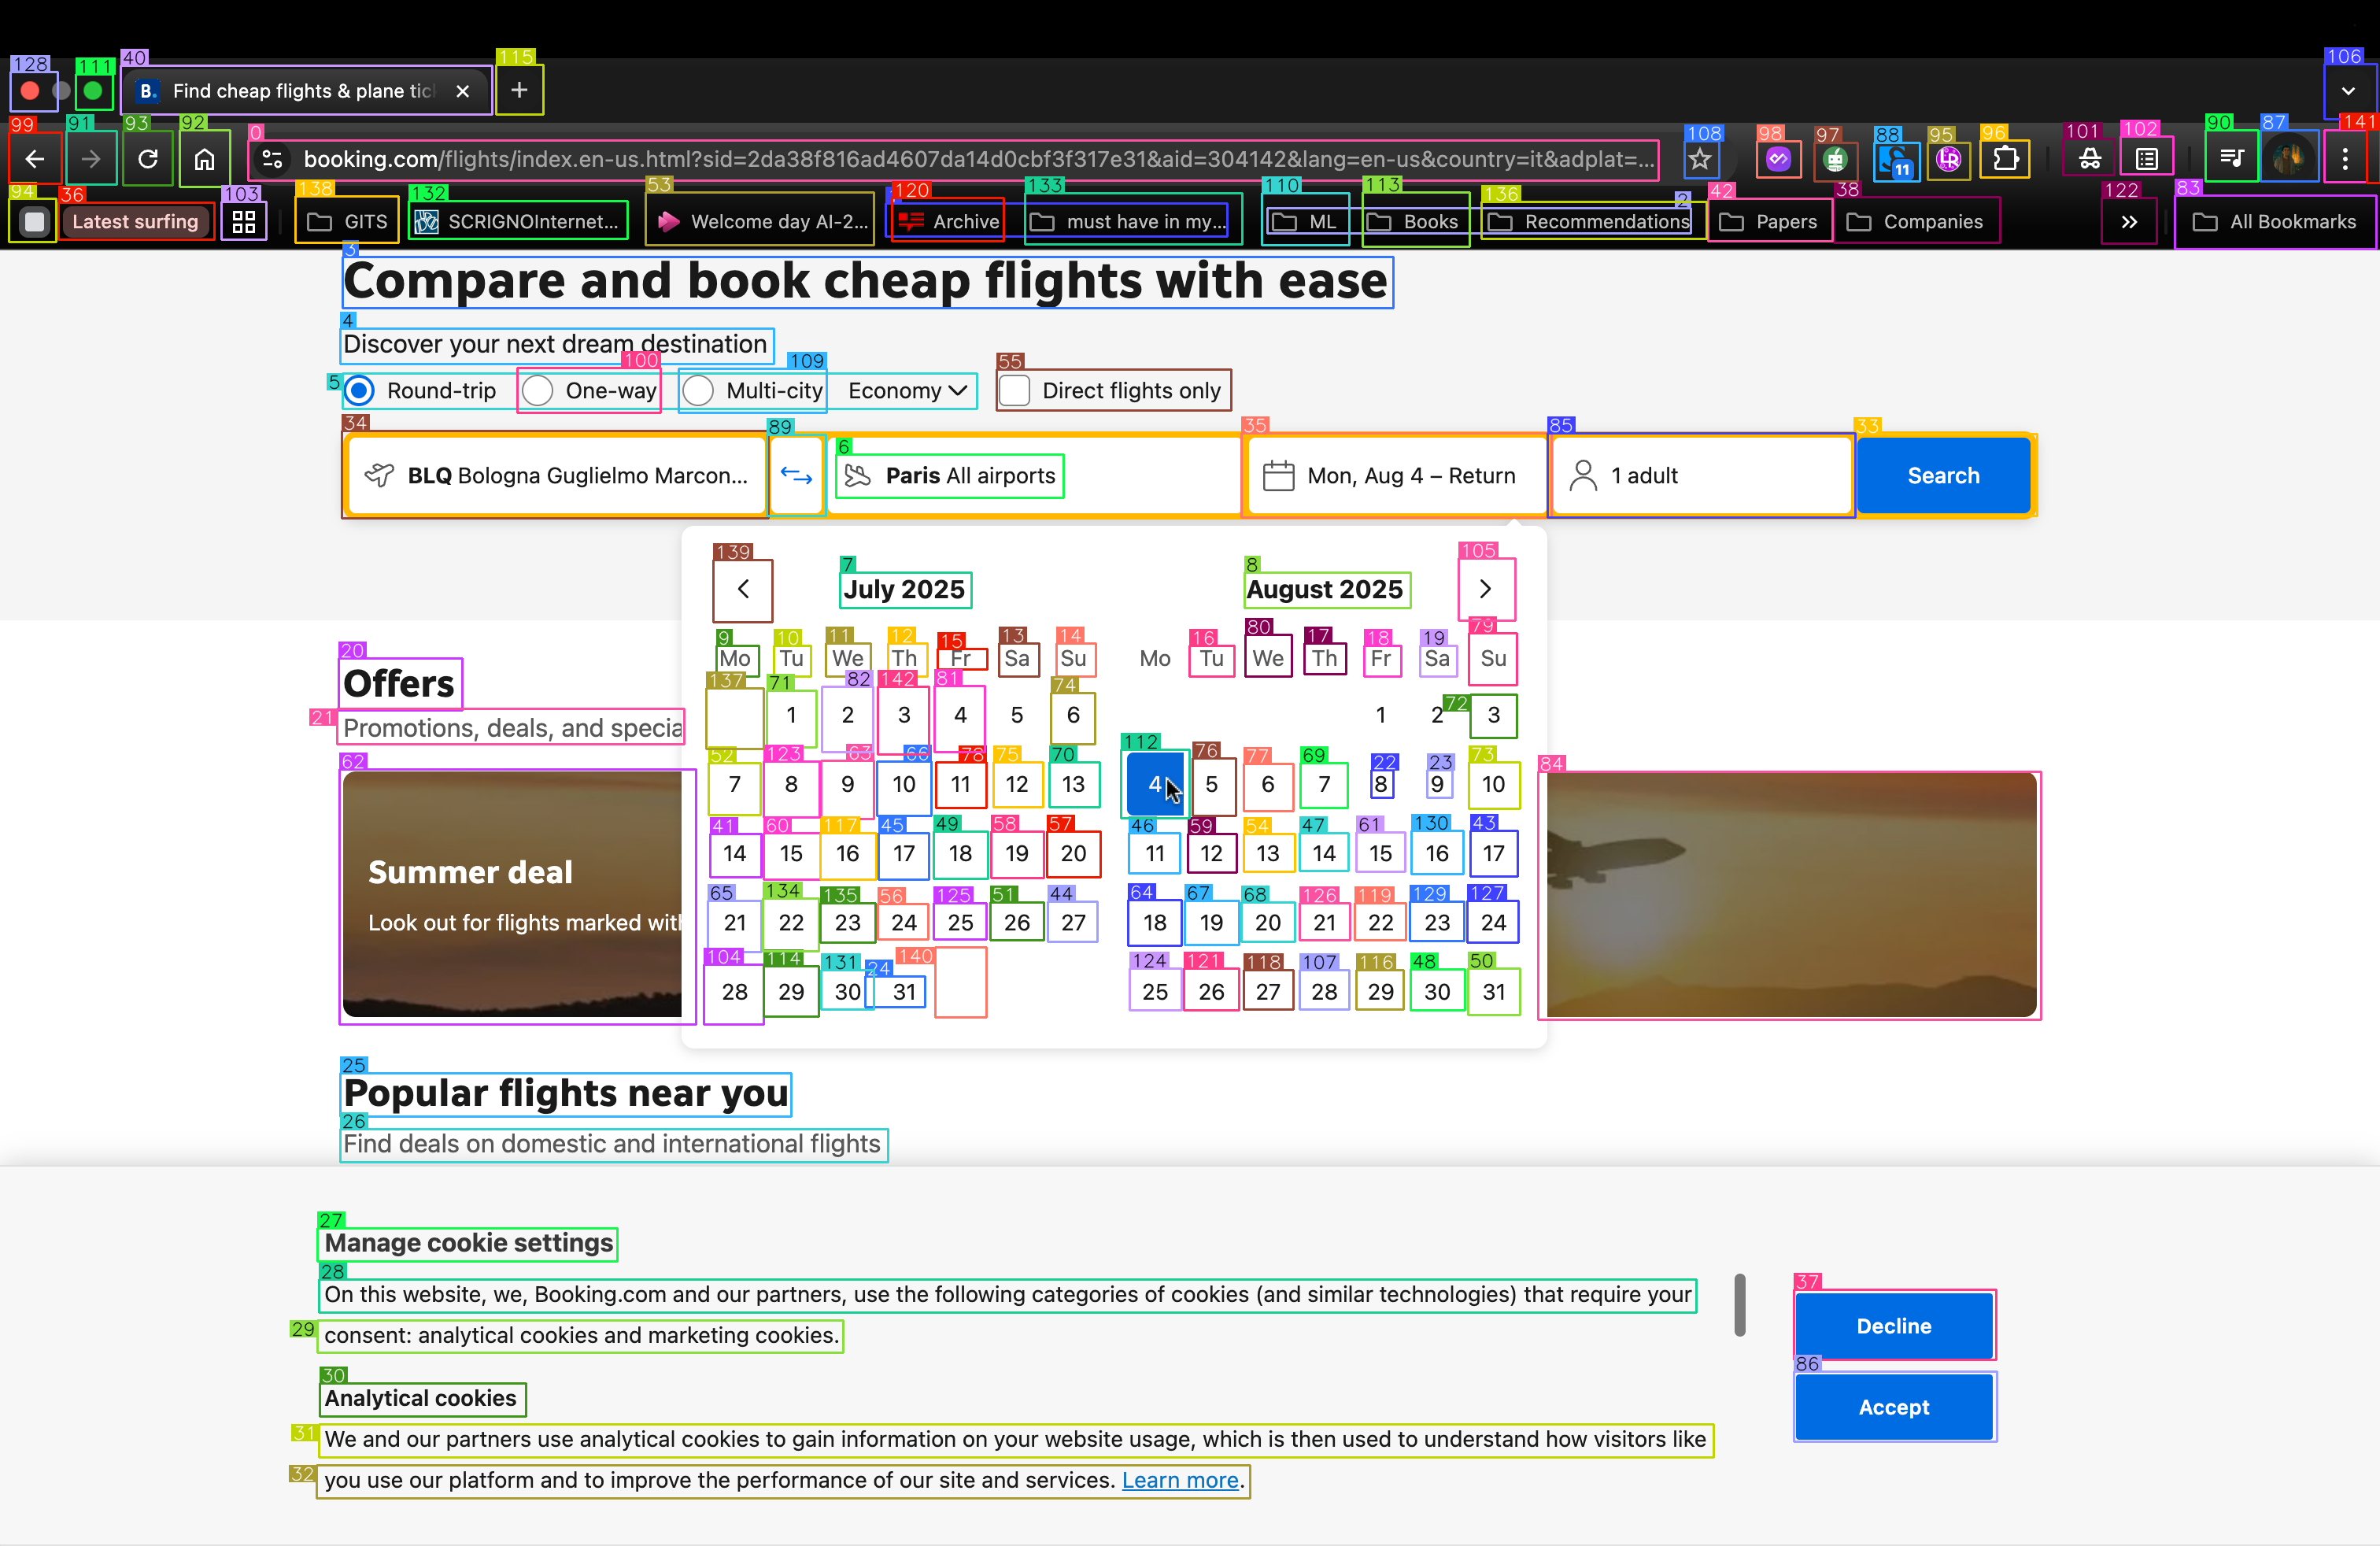 Find cheap flights & plane tic
booking.com/flights/index.en-us.html?sid=2da38f816ad4607da14d0cbf3f317e31&aid=304142&lang=en-us&country=it&adplat=...
11
Latest surfing
GITS
SCRIGNOInternet...
Welcome day AI-2...
Archive
must have in my...
ML
Books
Recommendations
Papers
Companies
All Bookmarks
Compare and book cheap flights with ease
Discover your next dream destination
Round-trip One-way Multi-city Economy Direct flights only
BLQ Bologna Guglielmo Marcon... Paris All airports Mon, Aug 4 – Return 1 adult Search
July 2025 August 2025
Mo Tu We Th Fr Sa Su Mo Tu We Th Fr Sa Su
1 2 3 4 5 6 1 2 3
7 8 9 10 11 12 13 4 5 6 7 8 9 10
14 15 16 17 18 19 20 11 12 13 14 15 16 17
21 22 23 24 25 26 27 18 19 20 21 22 23 24
28 29 30 31 25 26 27 28 29 30 31
Offers
Promotions, deals, and specia
Summer deal
Look out for flights marked wit
Popular flights near you
Find deals on domestic and international flights
Manage cookie settings
On this website, we, Booking.com and our partners, use the following categories of cookies (and similar technologies) that require your
consent: analytical cookies and marketing cookies.
Analytical cookies
We and our partners use analytical cookies to gain information on your website usage, which is then used to understand how visitors like
you use our platform and to improve the performance of our site and services. Learn more.
Decline
Accept